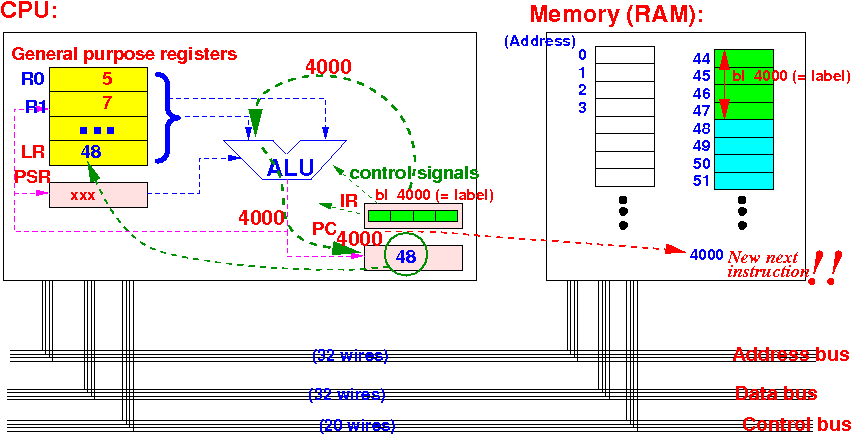 CPU:
Memory (RAM):
General purpose registers
(Address)
R0 5
R1 7
...
LR 48
PSR xxx
4000
ALU
control signals
bl 4000 (= label)
IR
4000
PC
4000
48
0
1
2
3
44
45
46
47
48
49
50
51
bl 4000 (= label)
4000 New next
instruction !!
(32 wires) Address bus
(32 wires) Data bus
(20 wires) Control bus